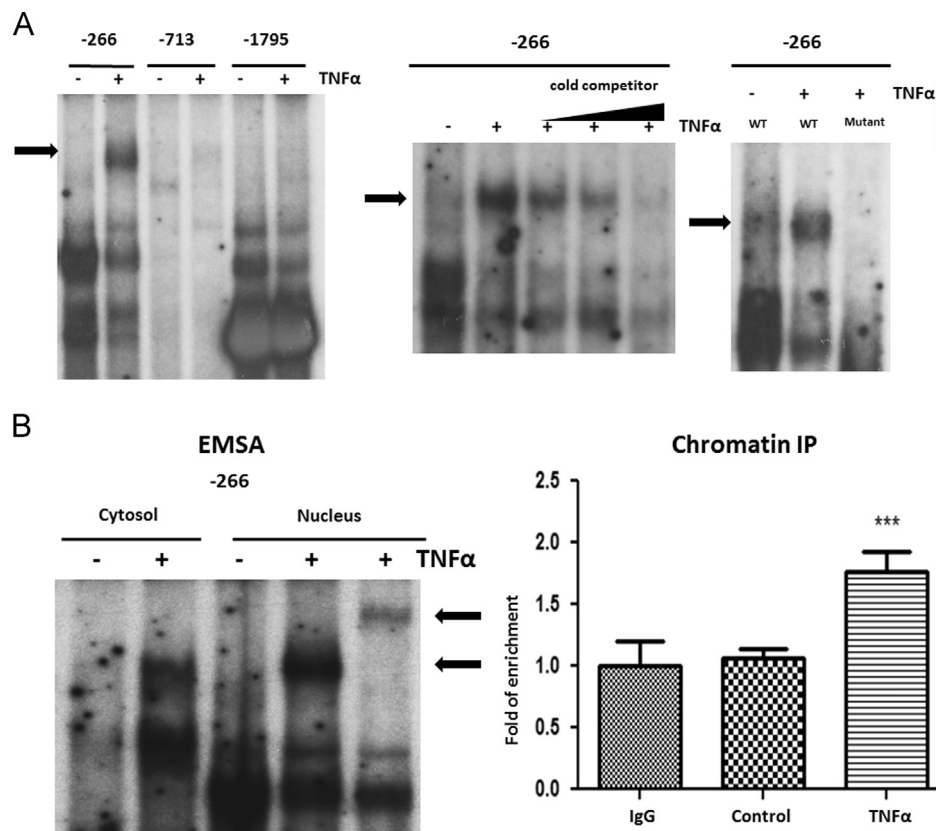 A
-266 -713 -1795
- + - + - + TNFα
-266
cold competitor
- + + + + TNFα
-266
- + + TNFα
WT WT Mutant
B
EMSA
-266
Cytosol Nucleus
- + - + + TNFα
Chromatin IP
Fold of enrichment
2.5
2.0
1.5
1.0
0.5
0.0
***
IgG Control TNFα